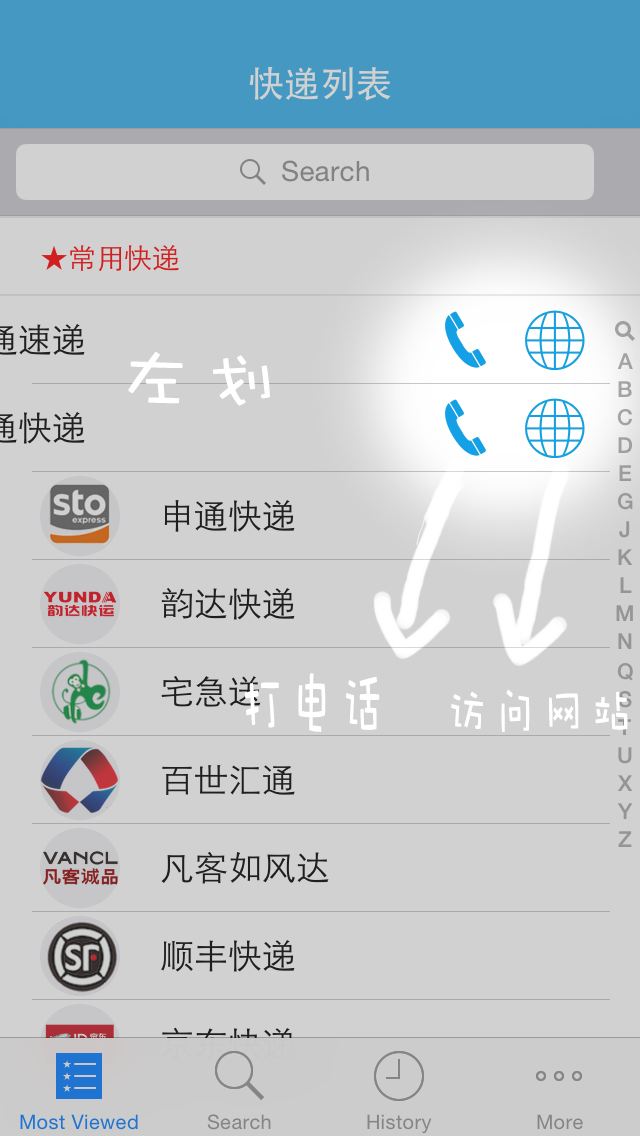 快递列表
Search
★常用快递
通速递
左划
通快递
sto
express
申通快递
YUNDA
韵达快运
韵达快递
宅急送
打电话
访问网站
百世汇通
VANCL
凡客诚品
凡客如风达
SF
顺丰快递
JD
京东快递
A
B
C
D
E
G
J
K
L
M
N
Q
S
T
U
X
Y
Z
Most Viewed
Search
History
More